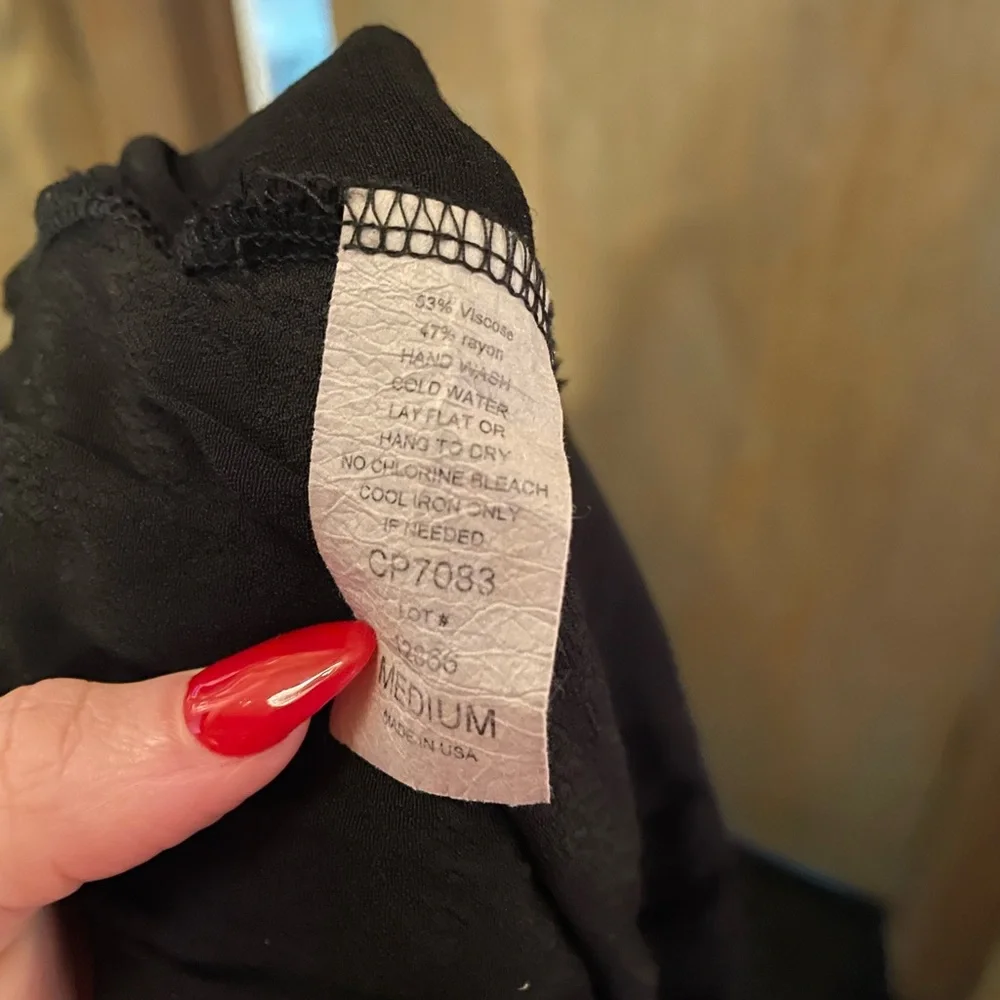 53% Viscose
47% rayon
HAND WASH
COLD WATER
LAY FLAT OR
HANG TO DRY
NO CHLORINE BLEACH
COOL IRON ONLY
IF NEEDED
CP7083
LOT #
MEDIUM
MADE IN USA